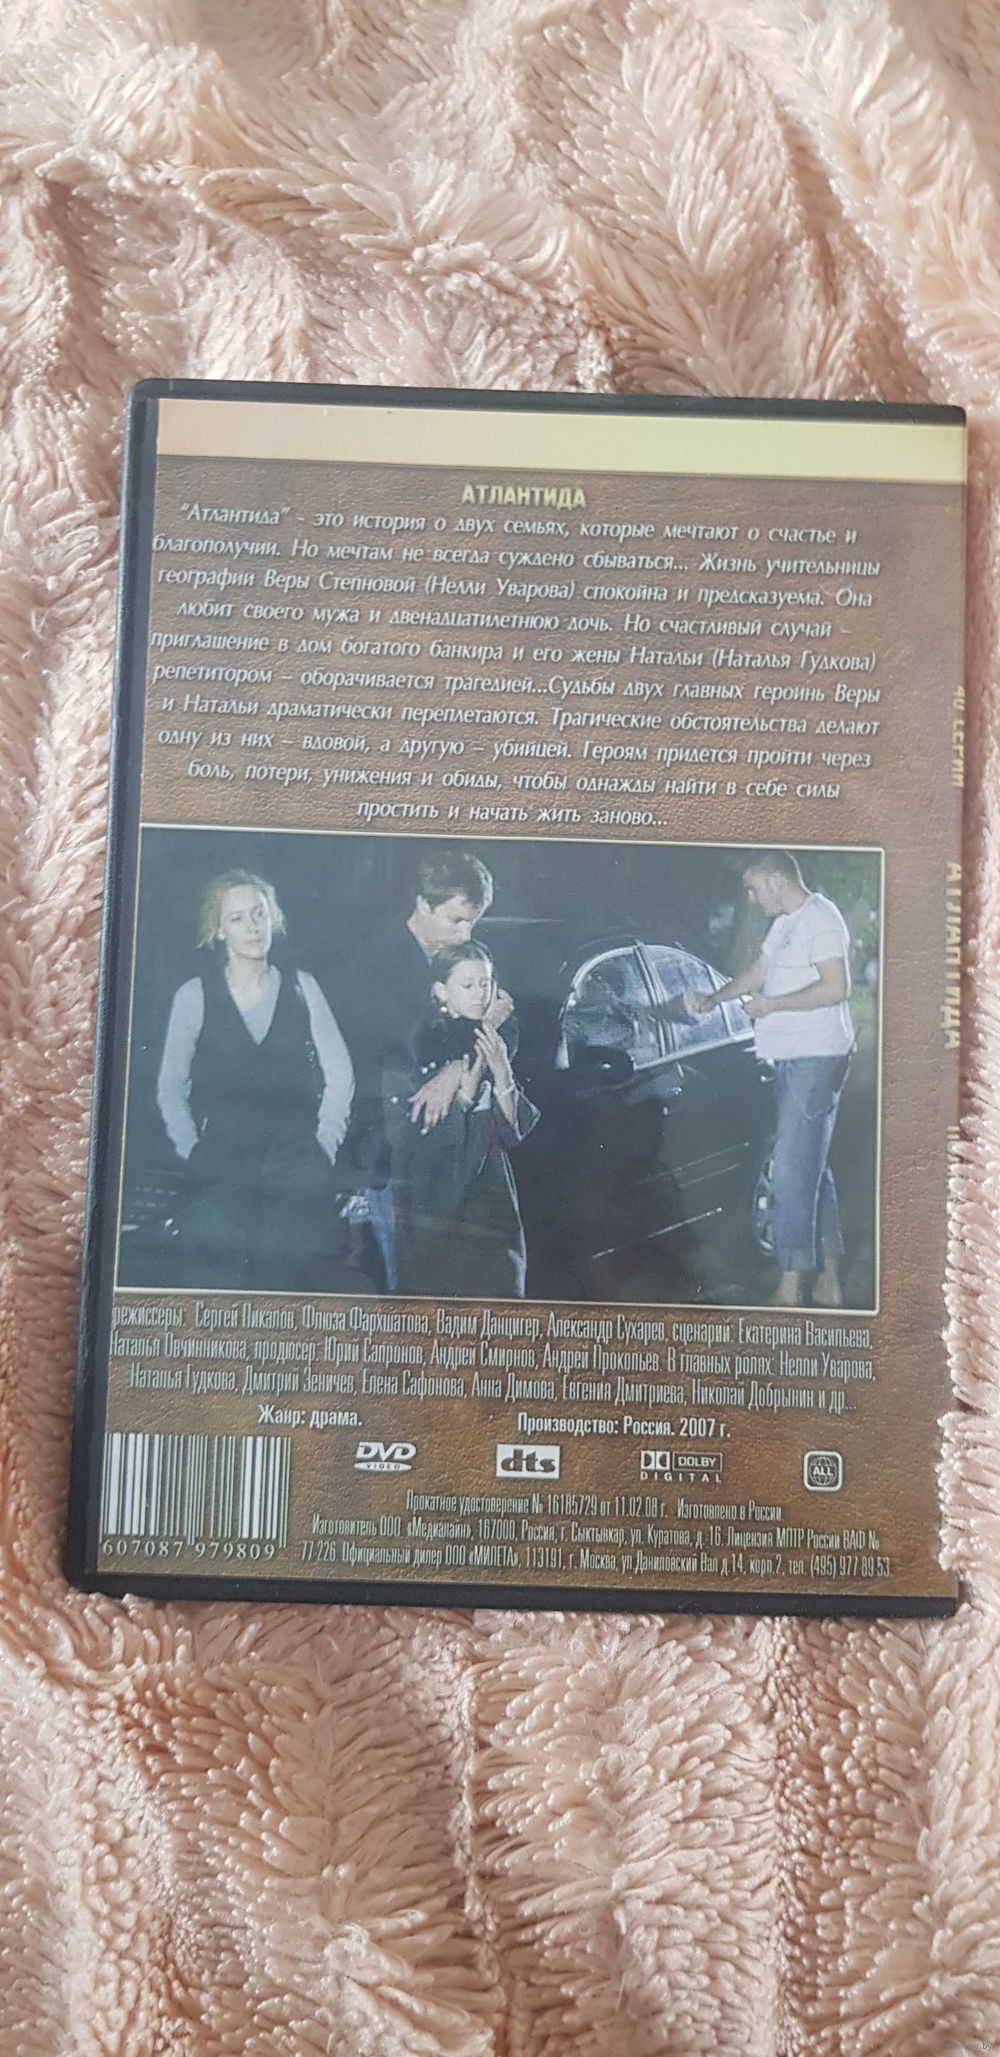 АТЛАНТИДА
"Атлантида" - это история о двух семьях, которые мечтают о счастье и
благополучии. Но мечтам не всегда суждено сбываться... Жизнь учительницы
географии Веры Степновой (Нелли Уварова) спокойна и предсказуема. Она
любит своего мужа и двенадцатилетнюю дочь. Но счастливый случай –
приглашение в дом богатого банкира и его жены Натальи (Наталья Гудкова)
репетитором – оборачивается трагедией...Судьбы двух главных героинь Веры
и Натальи драматически переплетаются. Трагические обстоятельства делают
одну из них – вдовой, а другую – убийцей. Героям придется пройти через
боль, потери, унижения и обиды, чтобы однажды найти в себе силы
простить и начать жить заново...
режиссеры: Сергей Пикалов, Флюза Фархшатова, Вадим Данцигер, Александр Сухарев, сценарий: Екатерина Васильева,
Наталья Овчинникова, продюсер: Юрий Сапронов, Андрей Смирнов, Андрей Прокопьев. В главных ролях: Нелли Уварова,
Наталья Гудкова, Дмитрий Зеничев, Елена Сафонова, Анна Димова, Евгения Дмитриева, Николай Добрынин и др...
Жанр: драма. Производство: Россия. 2007 г.
DVD VIDEO
dts
DOLBY DIGITAL
ALL
Прокатное удостоверение № 16185729 от 11.02.08 г. Изготовлено в России
Изготовитель ООО «Медиалайн», 167000, Россия, г. Сыктывкар, ул. Куратова, д. 16. Лицензия МПТР России ВАФ №
77-226. Официальный дилер ООО «МИЛЕТА», 113191, г. Москва, ул.Даниловский Вал д.14, корп.2, тел. (495) 977-89-53.
607087 979809
АТЛАНТИДА